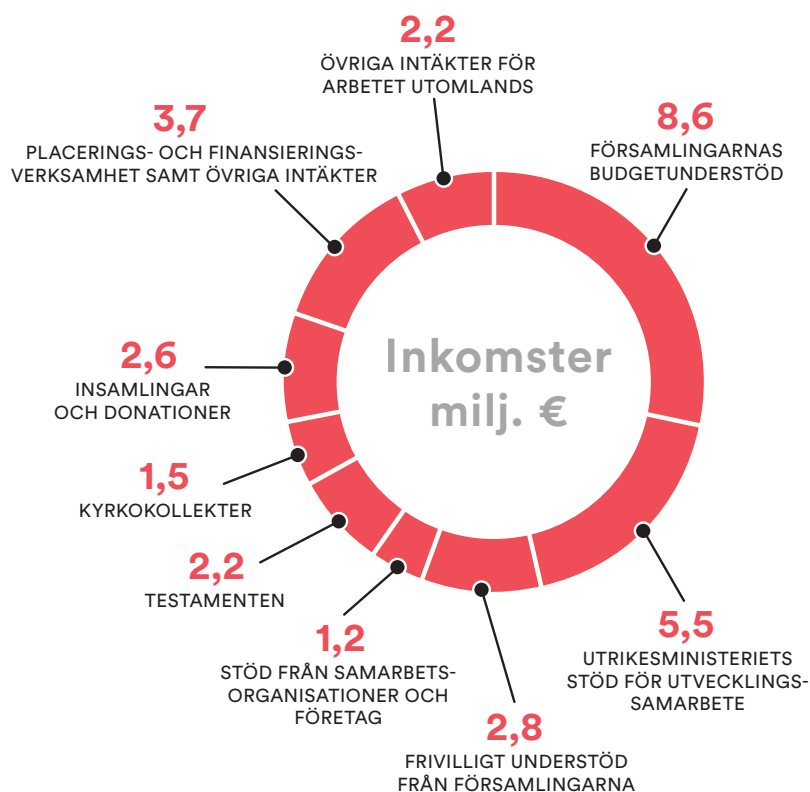 2,2
ÖVRIGA INTÄKTER FÖR
ARBETET UTOMLANDS
8,6
FÖRSAMLINGARNAS
BUDGETUNDERSTÖD
3,7
PLACERINGS- OCH FINANSIERINGS-
VERKSAMHET SAMT ÖVRIGA INTÄKTER
Inkomster
milj. €
2,6
INSAMLINGAR
OCH DONATIONER
1,5
KYRKOKOLLEKTER
2,2
TESTAMENTEN
1,2
STÖD FRÅN SAMARBETS-
ORGANISATIONER OCH
FÖRETAG
5,5
UTRIKESMINISTERIETS
STÖD FÖR UTVECKLINGS-
SAMARBETE
2,8
FRIVILLIGT UNDERSTÖD
FRÅN FÖRSAMLINGARNA